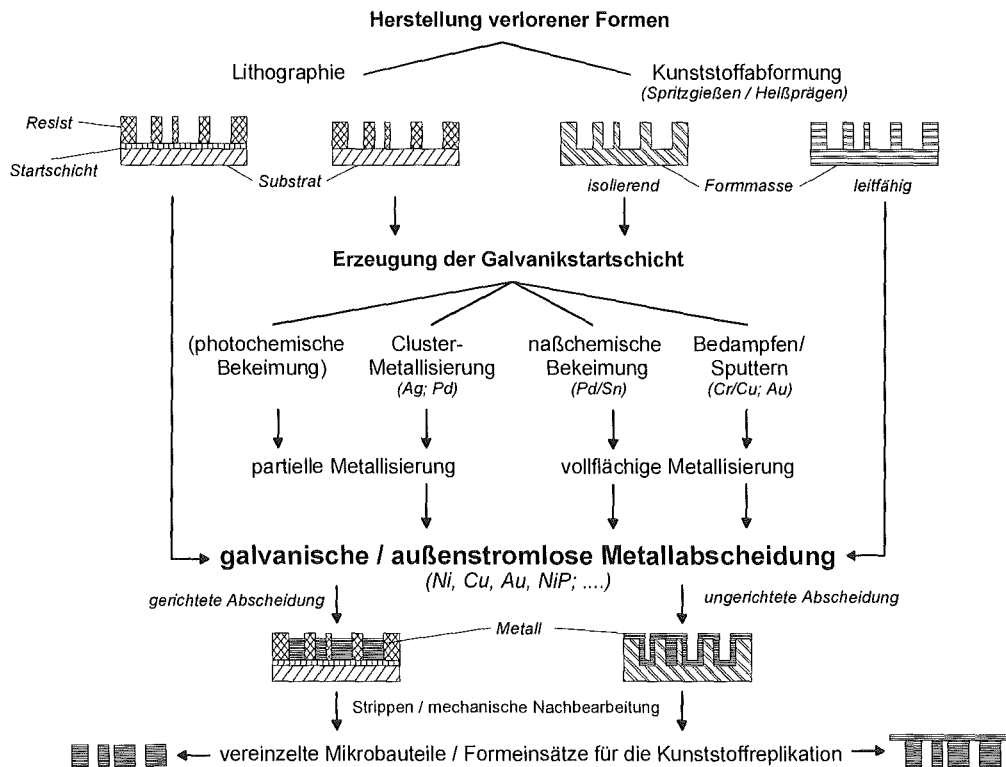 Herstellung verlorener Formen
Lithographie
Kunststoffabformung
(Spritzgießen / Heißprägen)
Resist
Startschicht
Substrat
isolierend
Formmasse
leitfähig
Erzeugung der Galvanikstartschicht
(photochemische
Bekeimung)
Cluster-
Metallisierung
(Ag; Pd)
naßchemische
Bekeimung
(Pd/Sn)
Bedampfen/
Sputtern
(Cr/Cu; Au)
partielle Metallisierung
vollflächige Metallisierung
galvanische / außenstromlose Metallabscheidung
(Ni, Cu, Au, NiP; ....)
gerichtete Abscheidung
ungerichtete Abscheidung
Metall
Strippen / mechanische Nachbearbeitung
vereinzelte Mikrobauteile / Formeinsätze für die Kunststoffreplikation